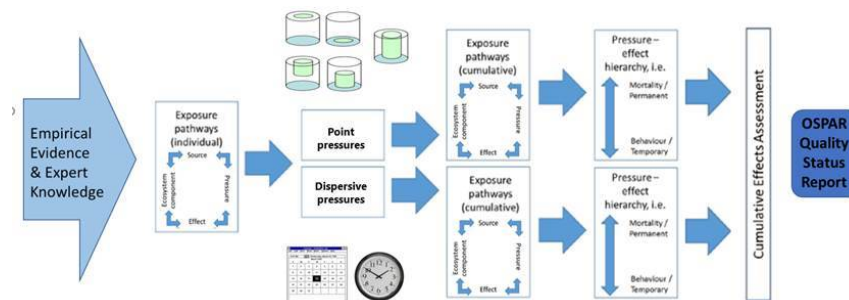 Empirical
Evidence
& Expert
Knowledge
Exposure
pathways
(individual)
Source
Ecosystem component
Pressure
Effect
Point
pressures
Dispersive
pressures
Exposure
pathways
(cumulative)
Source
Ecosystem component
Pressure
Effect
Pressure –
effect
hierarchy, i.e.
Mortality /
Permanent
Behaviour /
Temporary
Exposure
pathways
(cumulative)
Source
Ecosystem component
Pressure
Effect
Pressure –
effect
hierarchy, i.e.
Mortality /
Permanent
Behaviour /
Temporary
Cumulative Effects Assessment
OSPAR
Quality
Status
Report